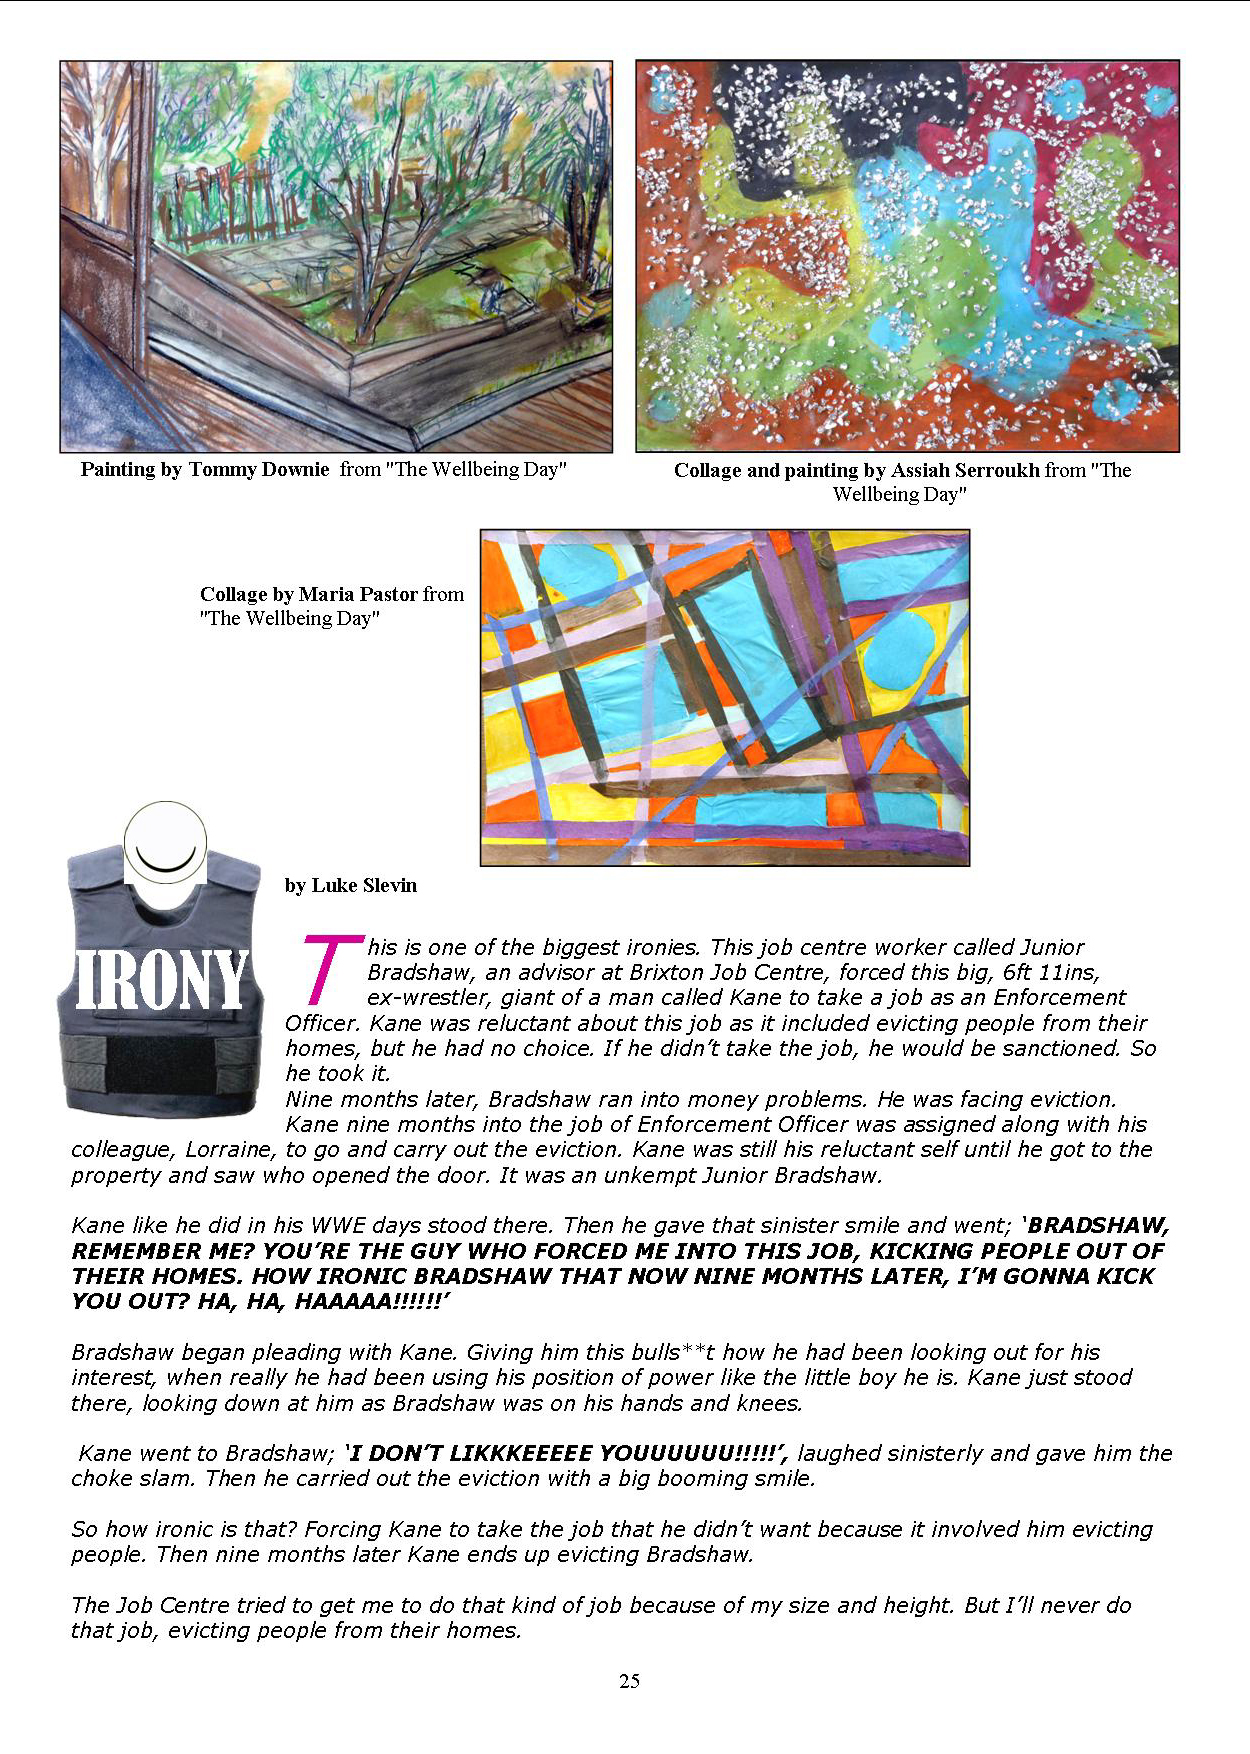 Painting by Tommy Downie from "The Wellbeing Day"
Collage and painting by Assiah Serroukh from "The
Wellbeing Day"
Collage by Maria Pastor from
"The Wellbeing Day"
IRONY
by Luke Slevin
This is one of the biggest ironies. This job centre worker called Junior
Bradshaw, an advisor at Brixton Job Centre, forced this big, 6ft 11ins,
ex-wrestler, giant of a man called Kane to take a job as an Enforcement
Officer. Kane was reluctant about this job as it included evicting people from their
homes, but he had no choice. If he didn’t take the job, he would be sanctioned. So
he took it.
Nine months later, Bradshaw ran into money problems. He was facing eviction.
Kane nine months into the job of Enforcement Officer was assigned along with his
colleague, Lorraine, to go and carry out the eviction. Kane was still his reluctant self until he got to the
property and saw who opened the door. It was an unkempt Junior Bradshaw.
Kane like he did in his WWE days stood there. Then he gave that sinister smile and went; ‘BRADSHAW,
REMEMBER ME? YOU’RE THE GUY WHO FORCED ME INTO THIS JOB, KICKING PEOPLE OUT OF
THEIR HOMES. HOW IRONIC BRADSHAW THAT NOW NINE MONTHS LATER, I’M GONNA KICK
YOU OUT? HA, HA, HAAAAA!!!!!!’
Bradshaw began pleading with Kane. Giving him this bulls**t how he had been looking out for his
interest, when really he had been using his position of power like the little boy he is. Kane just stood
there, looking down at him as Bradshaw was on his hands and knees.
Kane went to Bradshaw; ‘I DON’T LIKKKEEEEE YOUUUUUU!!!!!’, laughed sinisterly and gave him the
choke slam. Then he carried out the eviction with a big booming smile.
So how ironic is that? Forcing Kane to take the job that he didn’t want because it involved him evicting
people. Then nine months later Kane ends up evicting Bradshaw.
The Job Centre tried to get me to do that kind of job because of my size and height. But I’ll never do
that job, evicting people from their homes.
25